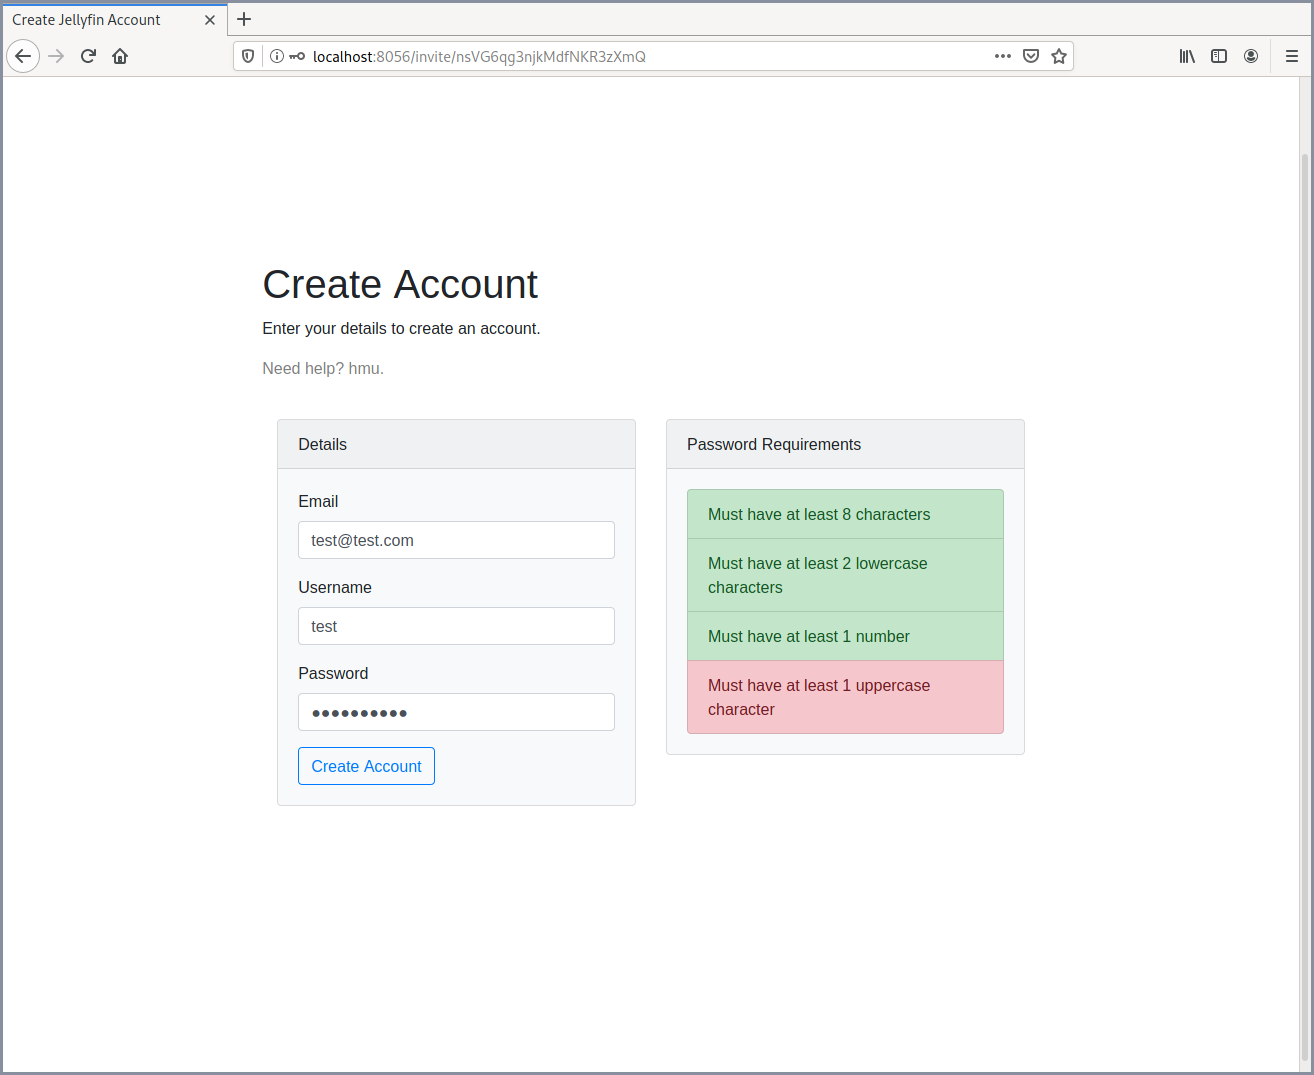 Create Jellyfin Account
localhost:8056/invite/nsVG6qg3njkMdfNKR3zXmQ
Create Account
Enter your details to create an account.
Need help? hmu.
Details
Email
test@test.com
Username
test
Password
●●●●●●●●●●
Create Account
Password Requirements
Must have at least 8 characters
Must have at least 2 lowercase
characters
Must have at least 1 number
Must have at least 1 uppercase
character